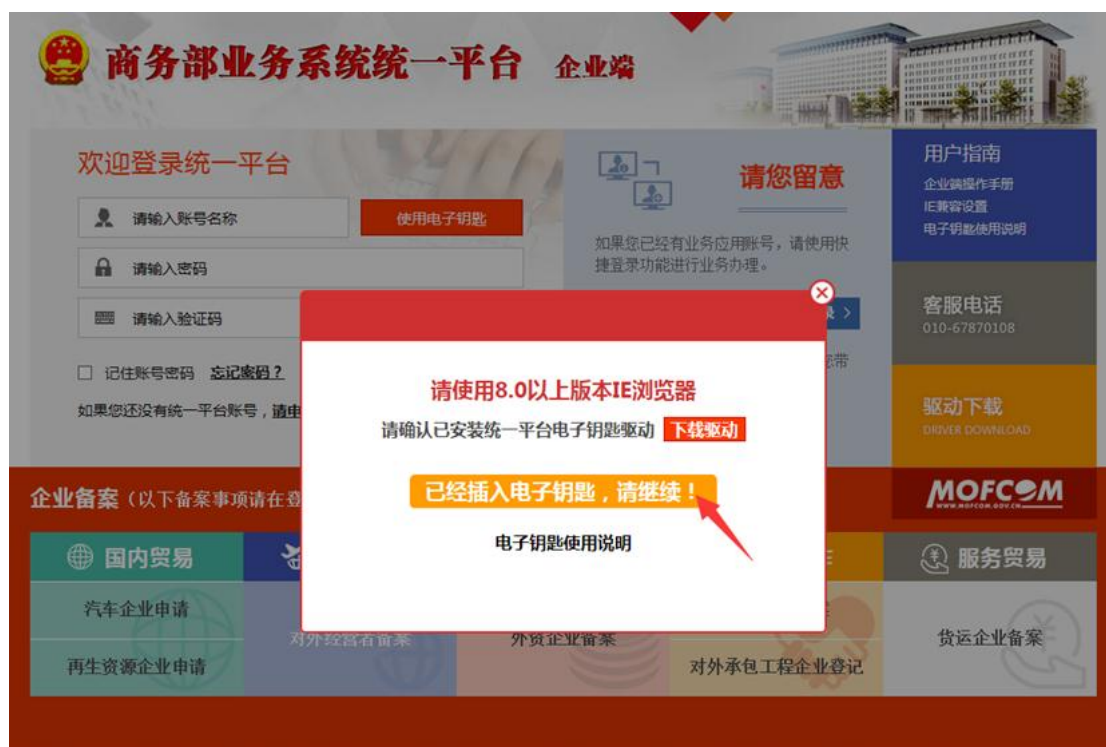 商务部业务系统统一平台 企业端
欢迎登录统一平台
请输入账号名称
使用电子钥匙
请输入密码
请输入验证码
记住账号密码 忘记密码？
如果您还没有统一平台账号，请电
请您留意
如果您已经有业务应用账号，请使用快
捷登录功能进行业务办理。
用户指南
企业端操作手册
IE兼容设置
电子钥匙使用说明
客服电话
010-67870108
驱动下载
DRIVER DOWNLOAD
请使用8.0以上版本IE浏览器
请确认已安装统一平台电子钥匙驱动 下载驱动
已经插入电子钥匙，请继续！
电子钥匙使用说明
企业备案（以下备案事项请在登
MOFCOM
WWW.MOFCOM.GOV.CN
国内贸易
服务贸易
汽车企业申请
再生资源企业申请
对外经营者备案
外资企业备案
对外承包工程企业登记
货运企业备案